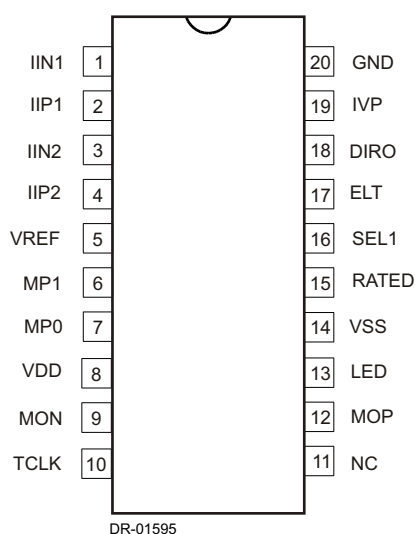 IIN1 1 20 GND
IIP1 2 19 IVP
IIN2 3 18 DIRO
IIP2 4 17 ELT
VREF 5 16 SEL1
MP1 6 15 RATED
MP0 7 14 VSS
VDD 8 13 LED
MON 9 12 MOP
TCLK 10 11 NC
DR-01595